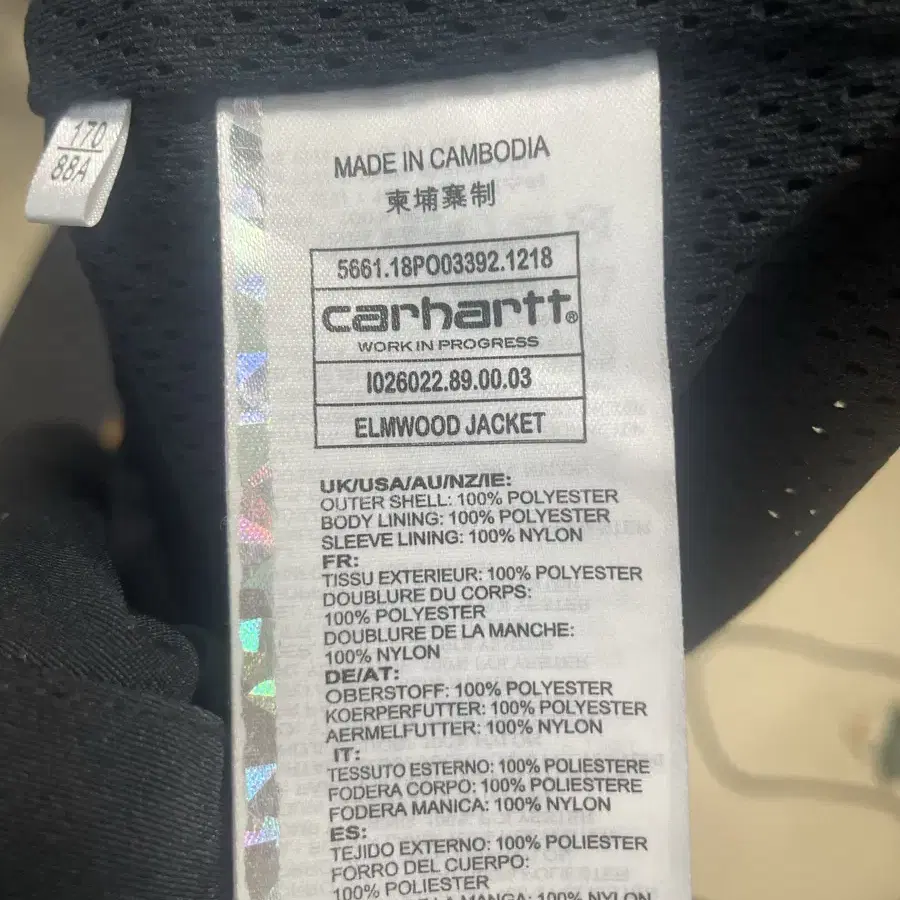 170
88A
MADE IN CAMBODIA
柬埔寨制
5661.18PO03392.1218
carhartt®
WORK IN PROGRESS
I026022.89.00.03
ELMWOOD JACKET
UK/USA/AU/NZ/IE:
OUTER SHELL: 100% POLYESTER
BODY LINING: 100% POLYESTER
SLEEVE LINING: 100% NYLON
FR:
TISSU EXTERIEUR: 100% POLYESTER
DOUBLURE DU CORPS:
100% POLYESTER
DOUBLURE DE LA MANCHE:
100% NYLON
DE/AT:
OBERSTOFF: 100% POLYESTER
KOERPERFUTTER: 100% POLYESTER
AERMELFUTTER: 100% NYLON
IT:
TESSUTO ESTERNO: 100% POLIESTERE
FODERA CORPO: 100% POLIESTERE
FODERA MANICA: 100% NYLON
ES:
TEJIDO EXTERNO: 100% POLIESTER
FORRO DEL CUERPO:
100% POLIESTER
LA MANGA: 100% NYLON